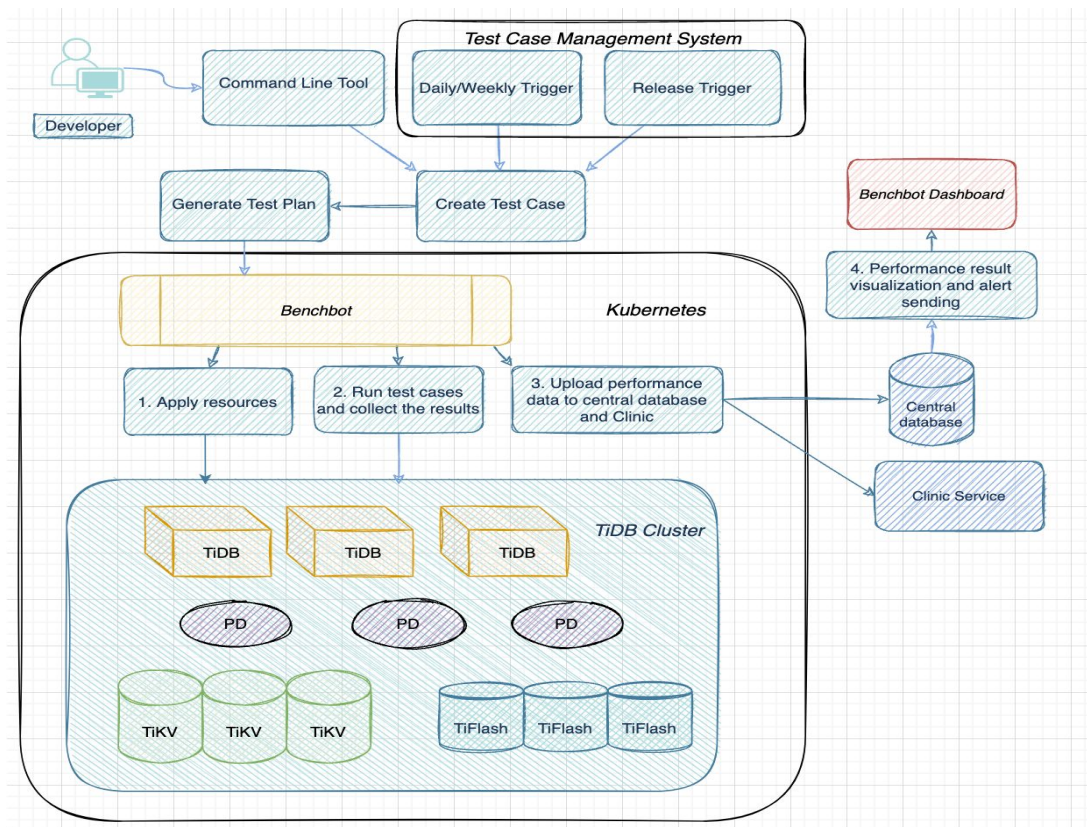 Test Case Management System
Command Line Tool
Daily/Weekly Trigger
Release Trigger
Developer
Generate Test Plan
Create Test Case
Benchbot Dashboard
4. Performance result
visualization and alert
sending
Benchbot
Kubernetes
1. Apply resources
2. Run test cases
and collect the results
3. Upload performance
data to central database
and Clinic
Central
database
Clinic Service
TiDB Cluster
TiDB
TiDB
TiDB
PD
PD
PD
TiKV
TiKV
TiKV
TiFlash
TiFlash
TiFlash